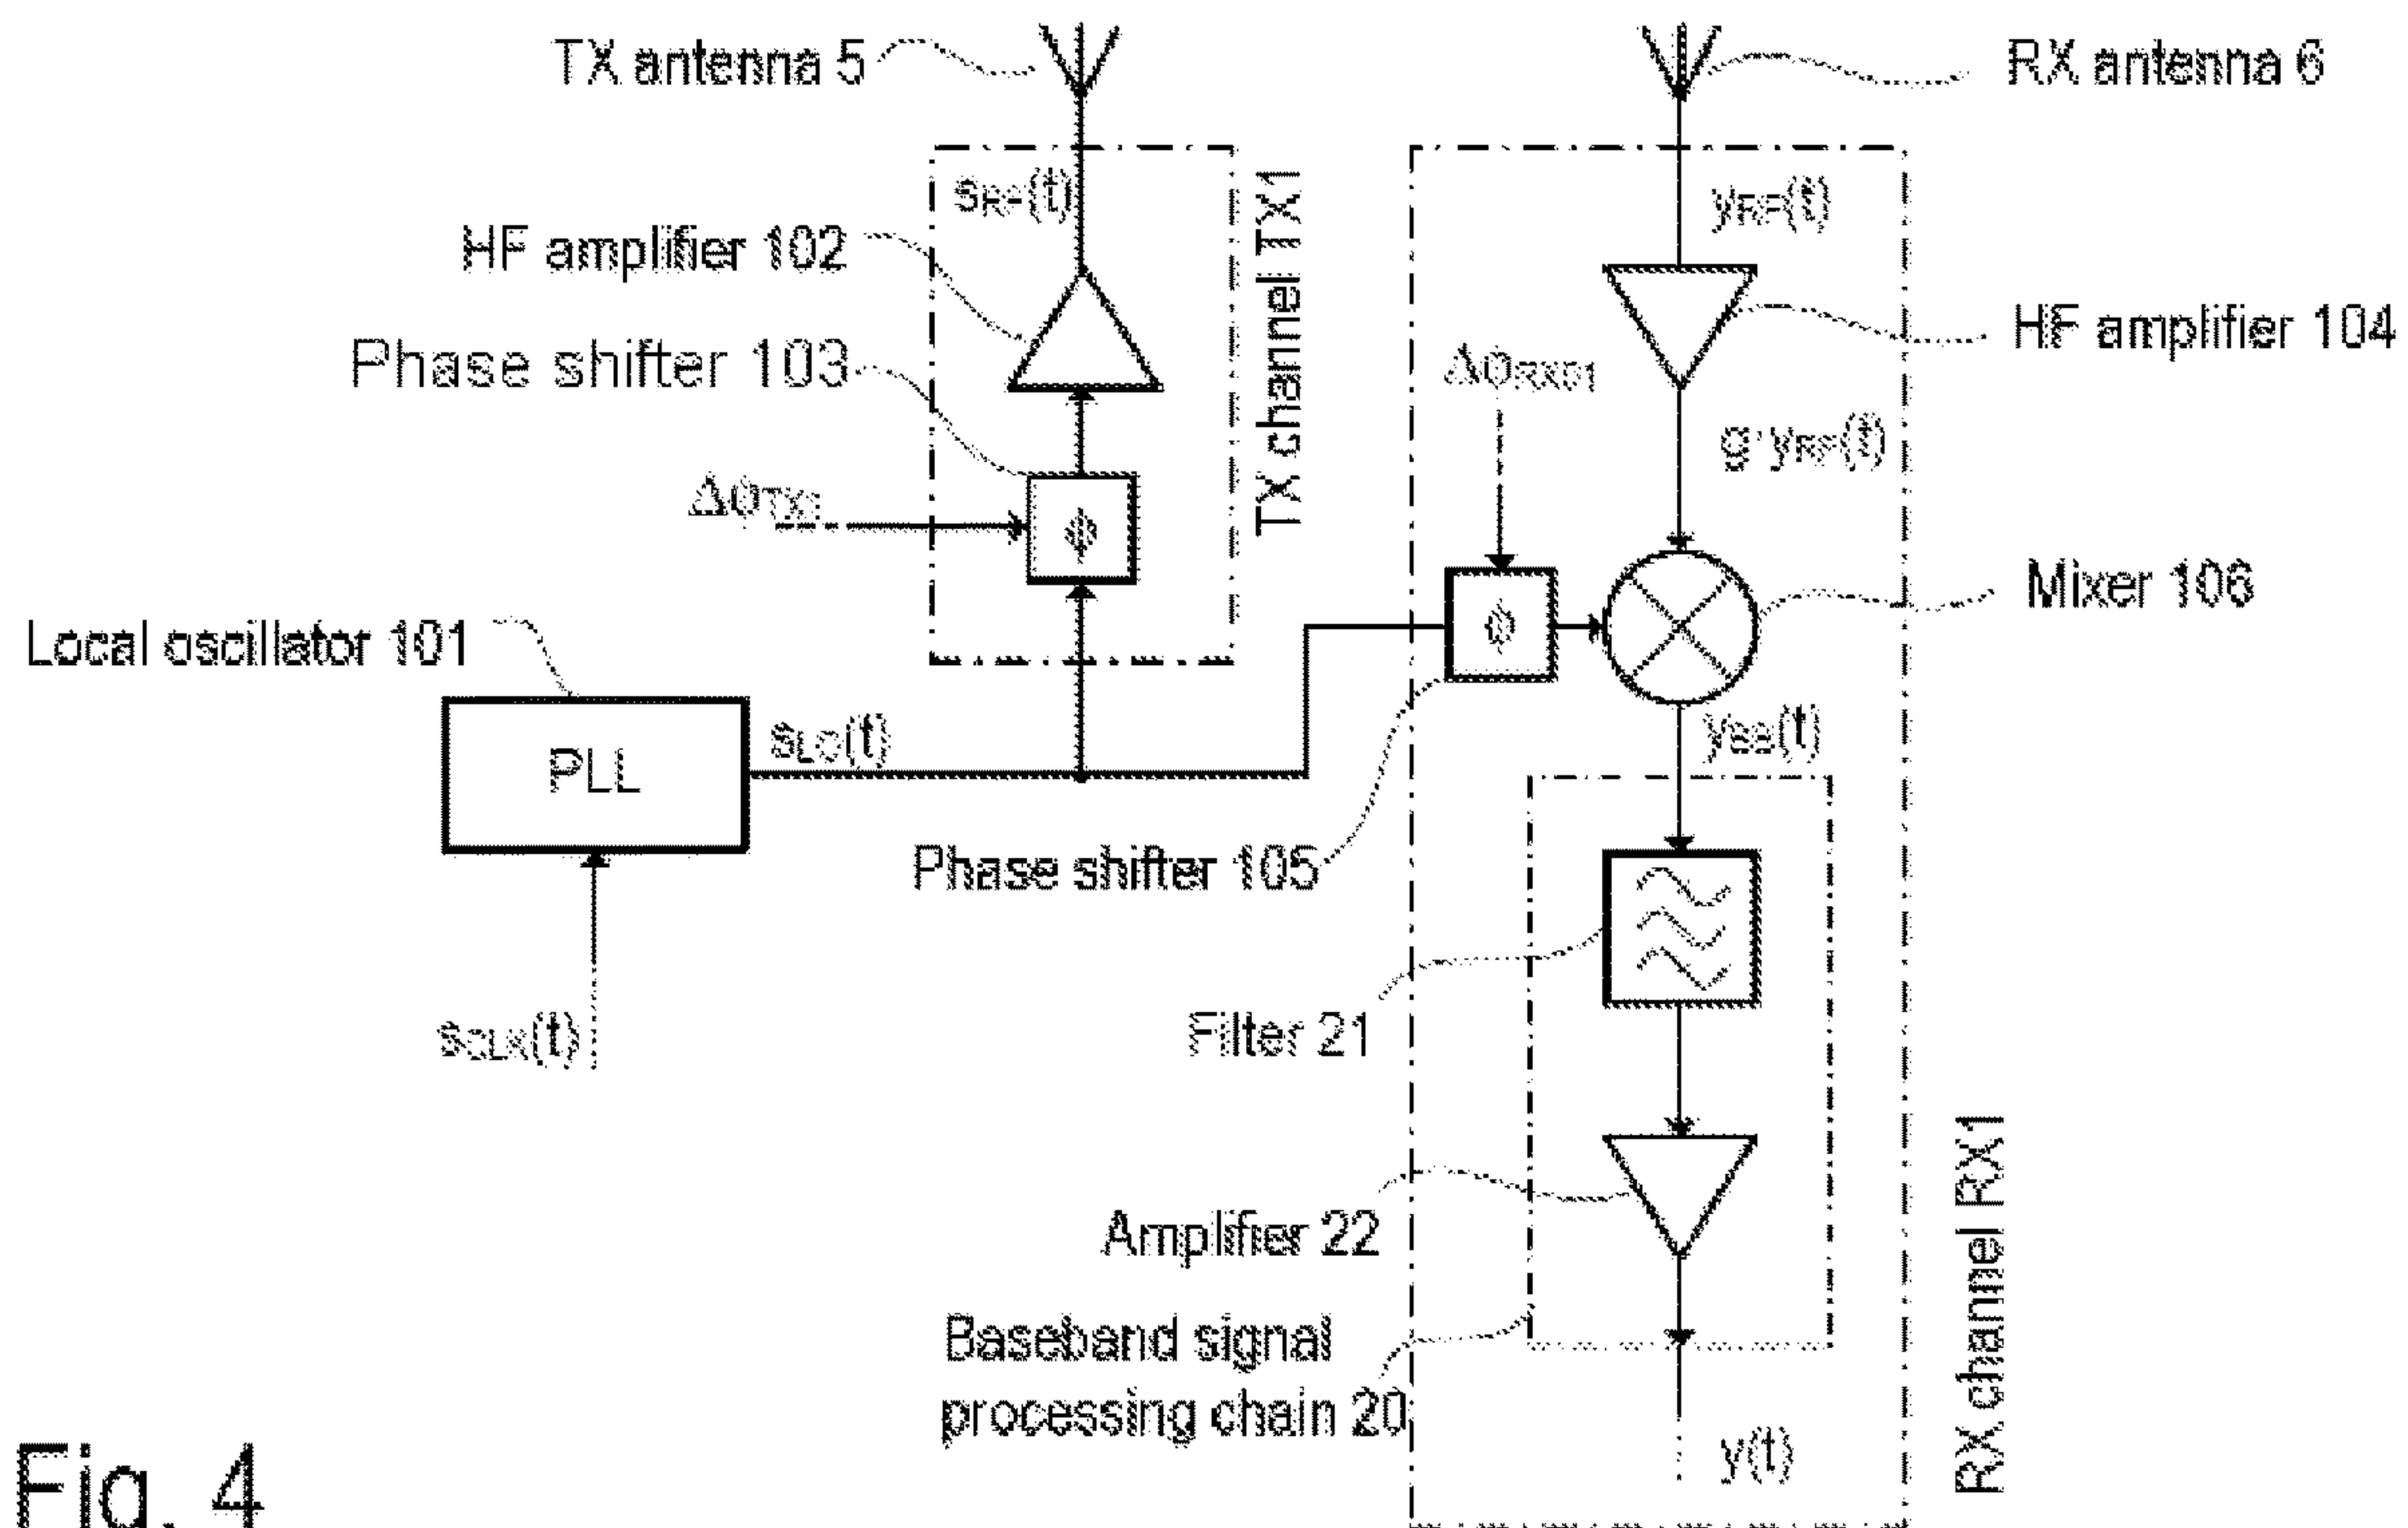 TX antenna 5
RX antenna 6
sRF(t)
yRF(t)
HF amplifier 102
TX channel TX1
HF amplifier 104
Phase shifter 103
g·yRF(t)
ϕ
Mixer 106
Local oscillator 101
ϕ
PLL
sLO(t)
yBB(t)
Phase shifter 105
sCLK(t)
Filter 21
Amplifier 22
Baseband signal
processing chain 20
RX channel RX1
y(t)
Fig. 4